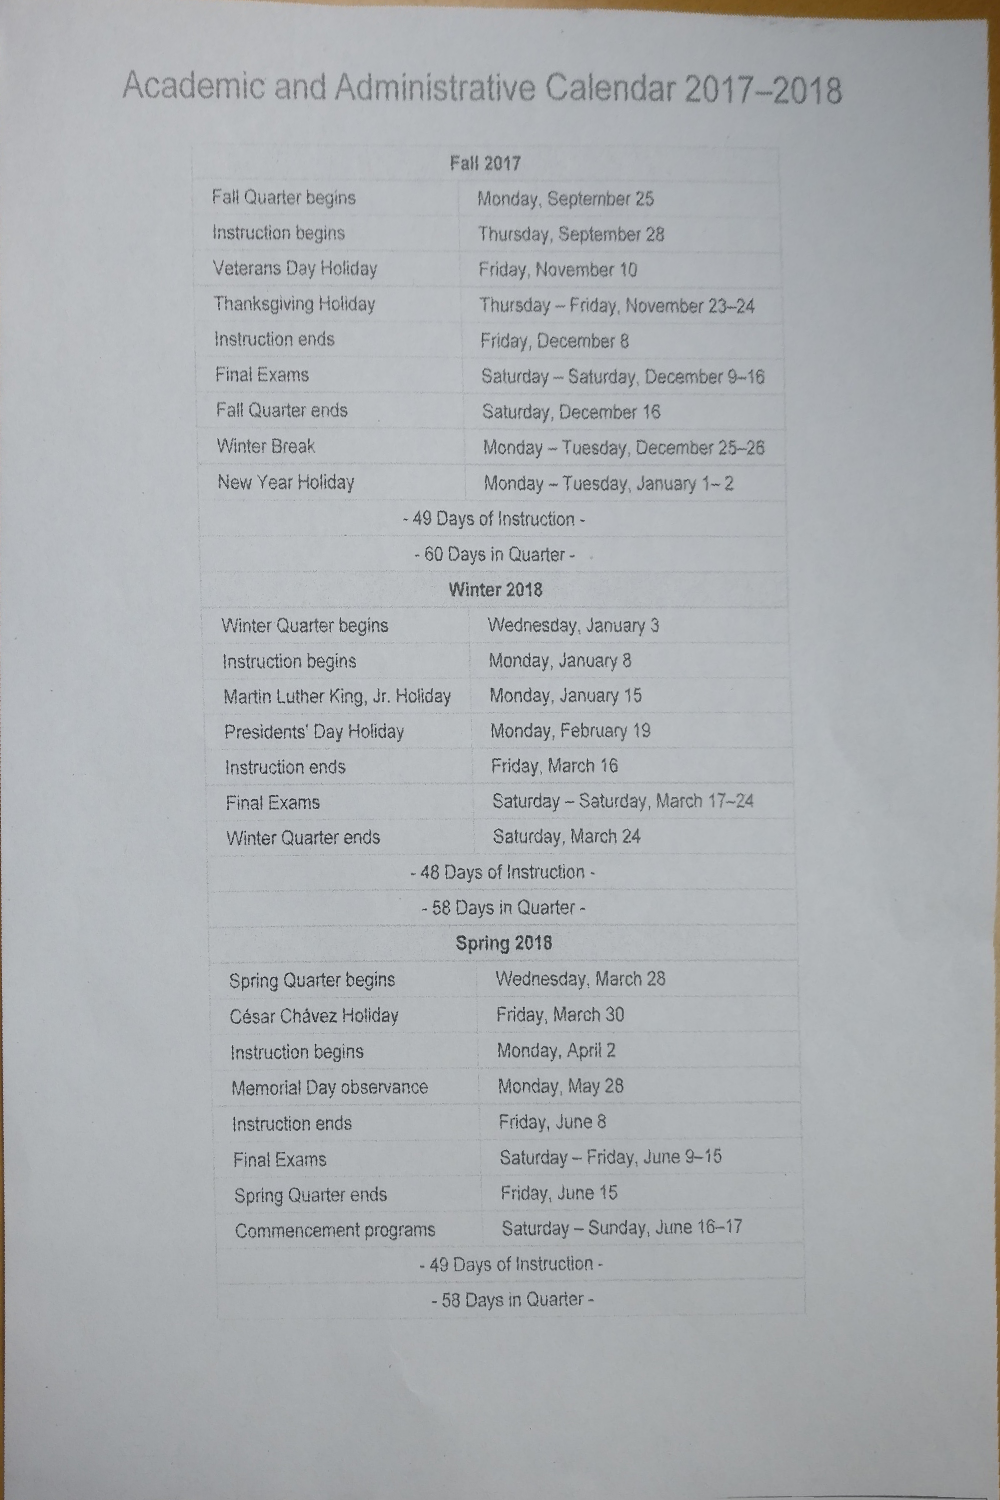 Academic and Administrative Calendar 2017–2018
Fall 2017
Fall Quarter begins Monday, September 25
Instruction begins Thursday, September 28
Veterans Day Holiday Friday, November 10
Thanksgiving Holiday Thursday – Friday, November 23–24
Instruction ends Friday, December 8
Final Exams Saturday – Saturday, December 9–16
Fall Quarter ends Saturday, December 16
Winter Break Monday – Tuesday, December 25–26
New Year Holiday Monday – Tuesday, January 1– 2
- 49 Days of Instruction -
- 60 Days in Quarter -
Winter 2018
Winter Quarter begins Wednesday, January 3
Instruction begins Monday, January 8
Martin Luther King, Jr. Holiday Monday, January 15
Presidents' Day Holiday Monday, February 19
Instruction ends Friday, March 16
Final Exams Saturday – Saturday, March 17–24
Winter Quarter ends Saturday, March 24
- 48 Days of Instruction -
- 58 Days in Quarter -
Spring 2018
Spring Quarter begins Wednesday, March 28
César Chávez Holiday Friday, March 30
Instruction begins Monday, April 2
Memorial Day observance Monday, May 28
Instruction ends Friday, June 8
Final Exams Saturday – Friday, June 9–15
Spring Quarter ends Friday, June 15
Commencement programs Saturday – Sunday, June 16–17
- 49 Days of Instruction -
- 58 Days in Quarter -